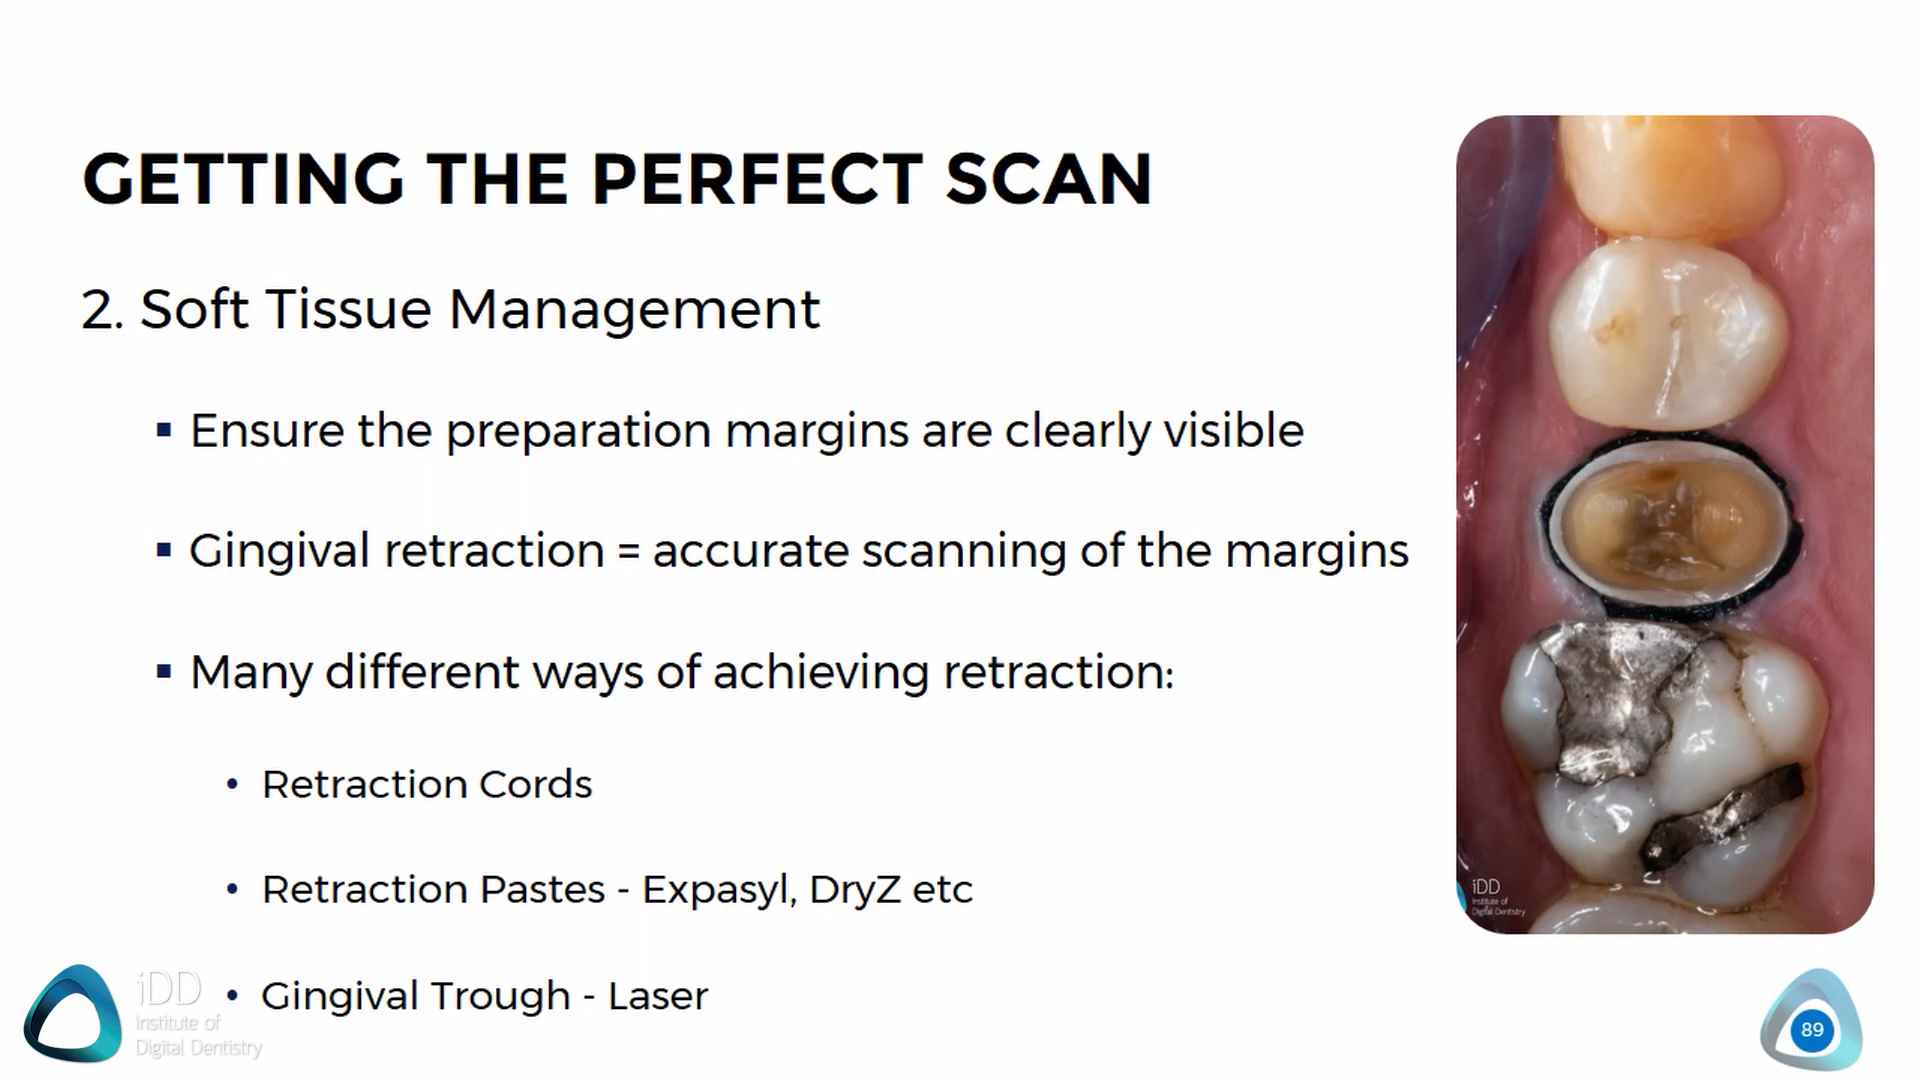 GETTING THE PERFECT SCAN
2. Soft Tissue Management
▪ Ensure the preparation margins are clearly visible
▪ Gingival retraction = accurate scanning of the margins
▪ Many different ways of achieving retraction:
• Retraction Cords
• Retraction Pastes - Expasyl, DryZ etc
• Gingival Trough - Laser
iDD
Institute of
Digital Dentistry
iDD
Institute of
Digital Dentistry
89